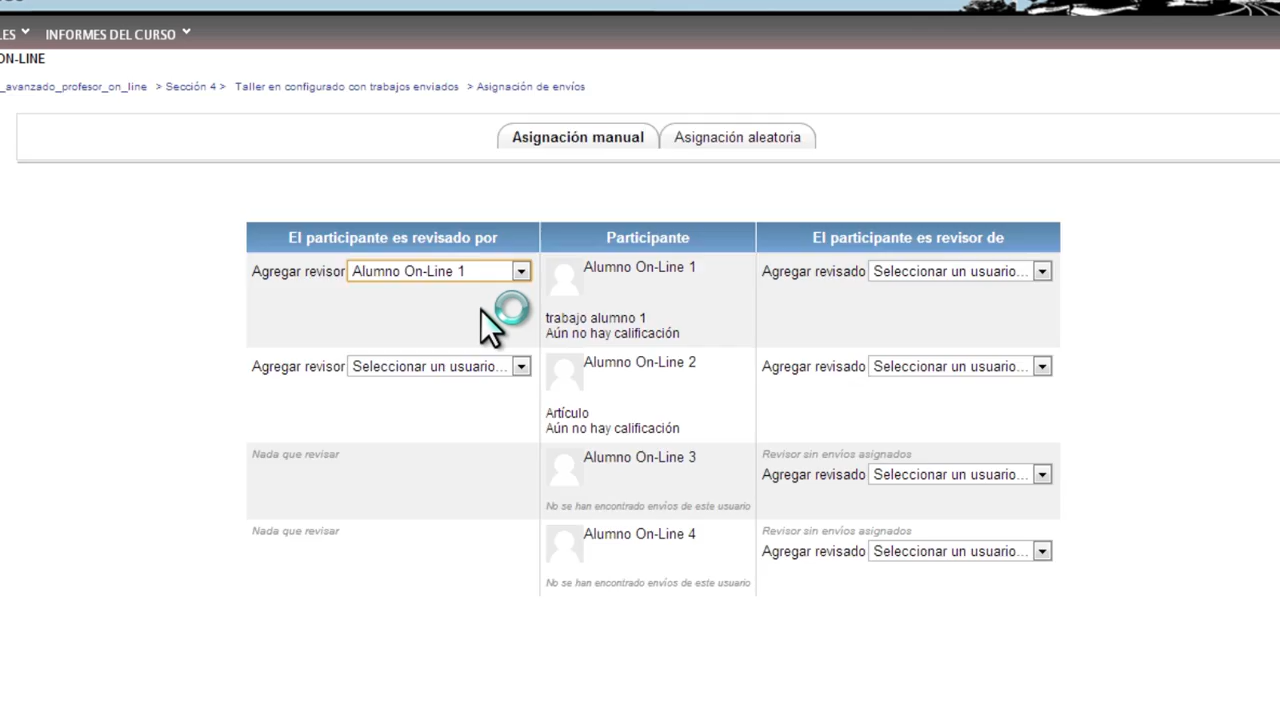 LES INFORMES DEL CURSO
ON-LINE
_avanzado_profesor_on_line > Sección 4 > Taller en configurado con trabajos enviados > Asignación de envíos
Asignación manual Asignación aleatoria
El participante es revisado por Participante El participante es revisor de
Agregar revisor Alumno On-Line 1 Alumno On-Line 1 Agregar revisado Seleccionar un usuario...
trabajo alumno 1
Aún no hay calificación
Agregar revisor Seleccionar un usuario... Alumno On-Line 2 Agregar revisado Seleccionar un usuario...
Artículo
Aún no hay calificación
Nada que revisar Alumno On-Line 3 Revisor sin envíos asignados
Agregar revisado Seleccionar un usuario...
No se han encontrado envíos de este usuario
Nada que revisar Alumno On-Line 4 Revisor sin envíos asignados
Agregar revisado Seleccionar un usuario...
No se han encontrado envíos de este usuario